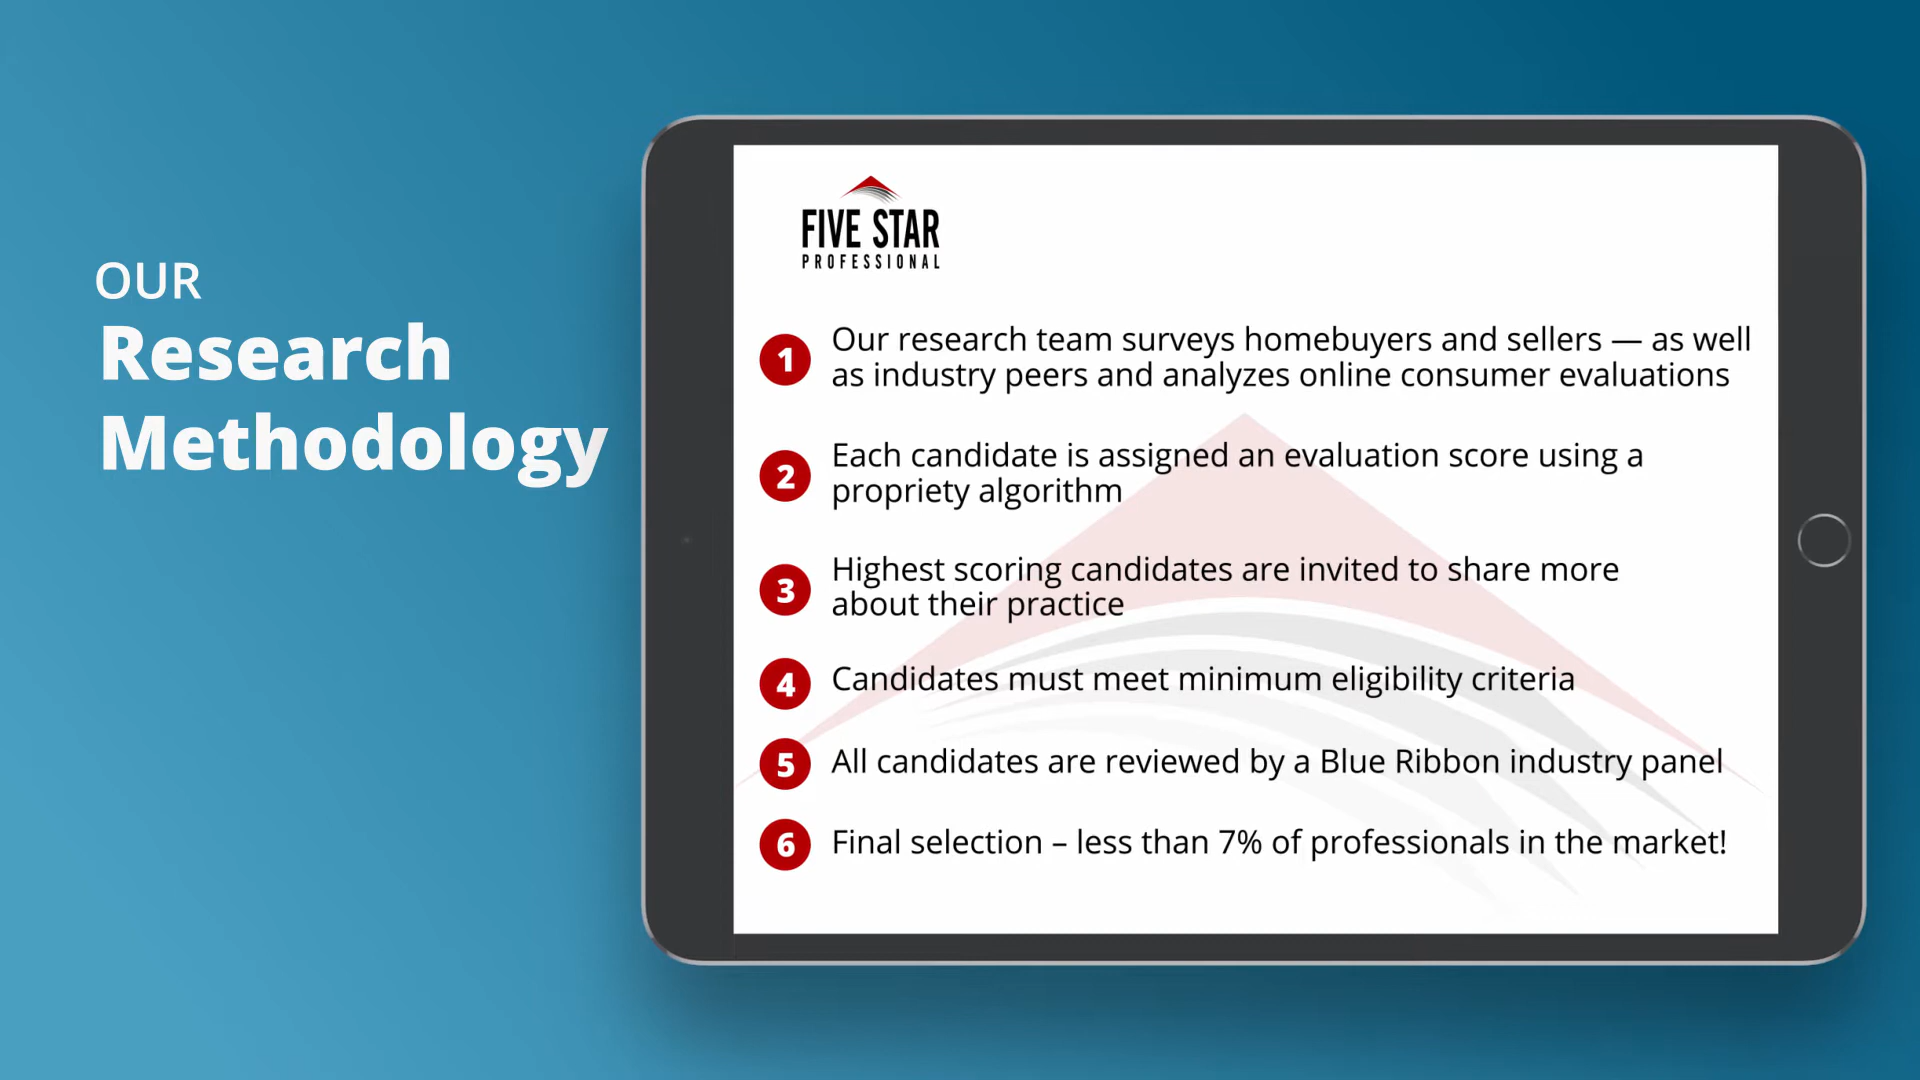 OUR
Research
Methodology
FIVE STAR
PROFESSIONAL
1 Our research team surveys homebuyers and sellers — as well
as industry peers and analyzes online consumer evaluations
2 Each candidate is assigned an evaluation score using a
propriety algorithm
3 Highest scoring candidates are invited to share more
about their practice
4 Candidates must meet minimum eligibility criteria
5 All candidates are reviewed by a Blue Ribbon industry panel
6 Final selection – less than 7% of professionals in the market!